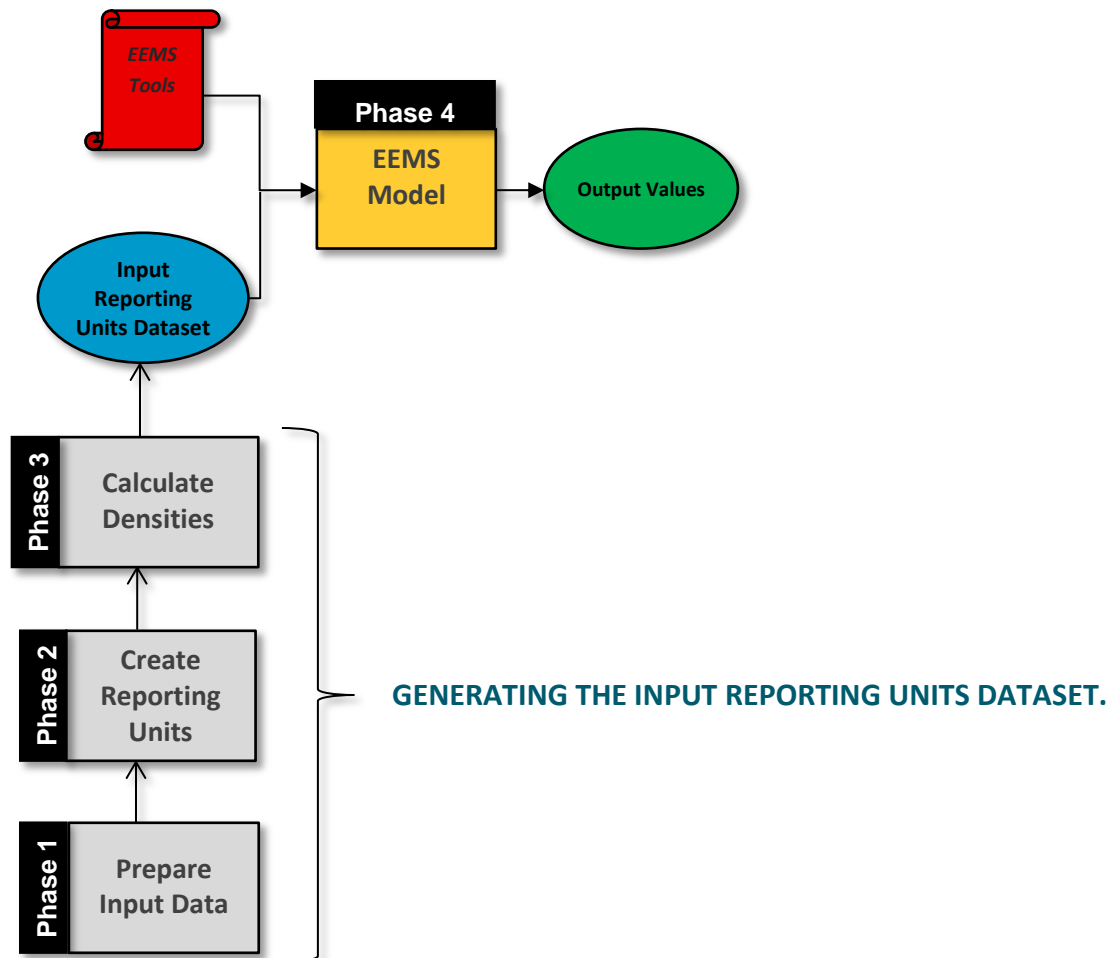 EEMS
Tools
Phase 4
EEMS
Model
Output Values
Input
Reporting
Units Dataset
Phase 3
Calculate
Densities
Phase 2
Create
Reporting
Units
GENERATING THE INPUT REPORTING UNITS DATASET.
Phase 1
Prepare
Input Data